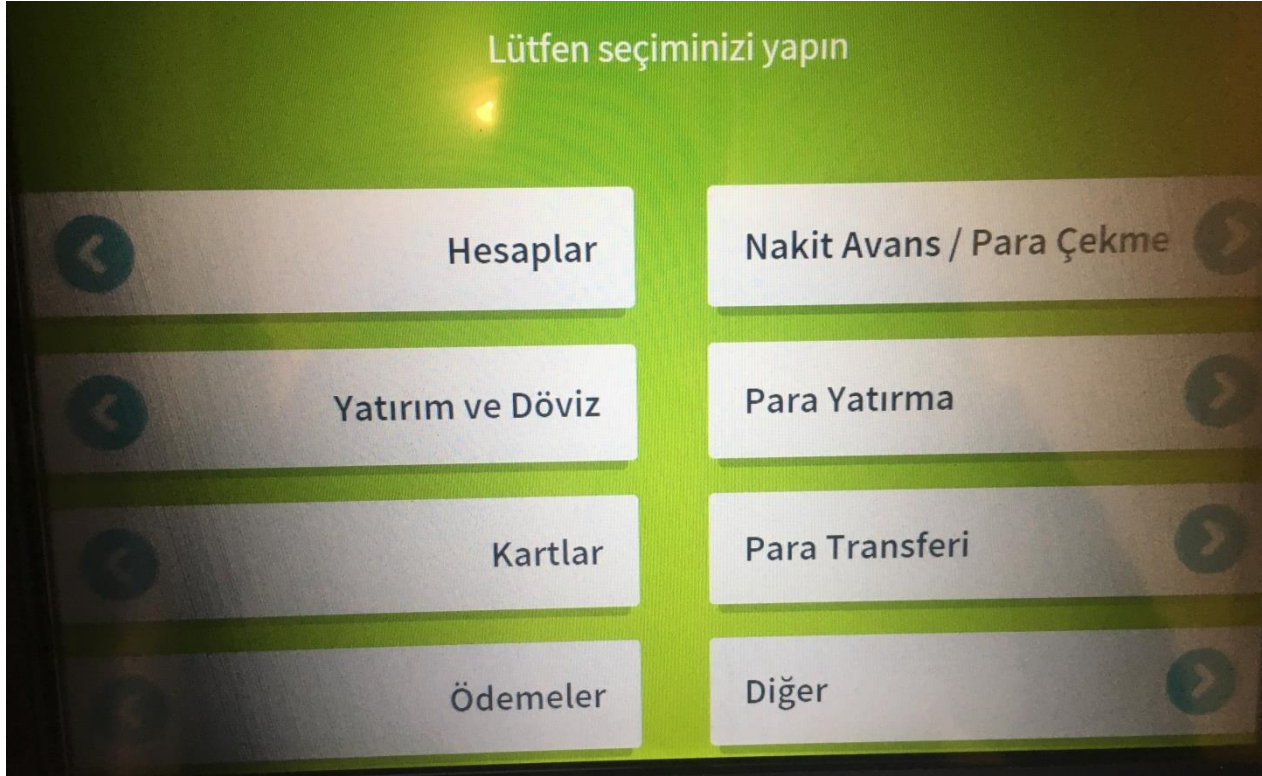 Lütfen seçiminizi yapın
Hesaplar
Nakit Avans / Para Çekme
Yatırım ve Döviz
Para Yatırma
Kartlar
Para Transferi
Ödemeler
Diğer